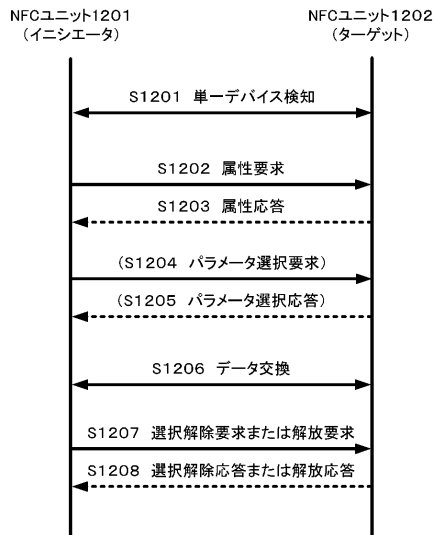 NFCユニット1201
(イニシエータ)
NFCユニット1202
(ターゲット)
S1201 単一デバイス検知
S1202 属性要求
S1203 属性応答
(S1204 パラメータ選択要求)
(S1205 パラメータ選択応答)
S1206 データ交換
S1207 選択解除要求または解放要求
S1208 選択解除応答または解放応答